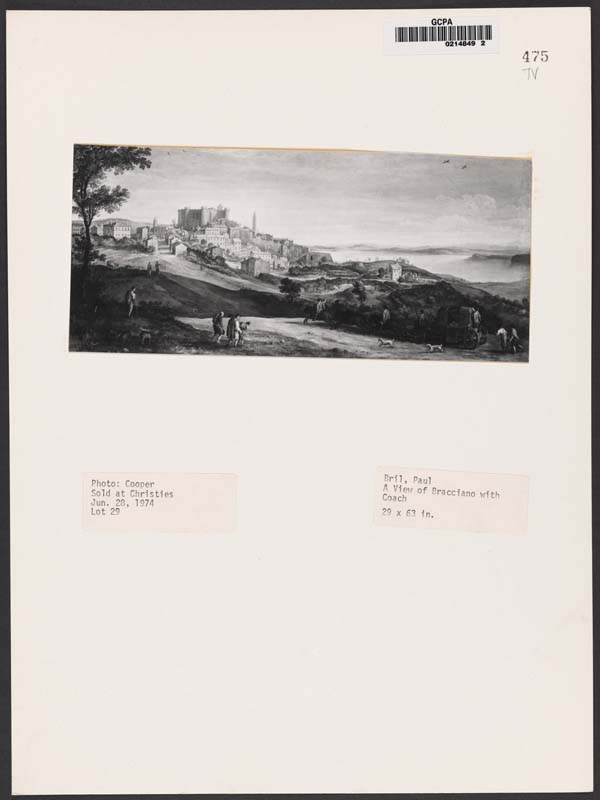 GCPA
0214849 2
475
TV
Photo: Cooper
Sold at Christies
Jun. 28, 1974
Lot 29
Bril, Paul
A View of Bracciano with
Coach
29 x 63 in.